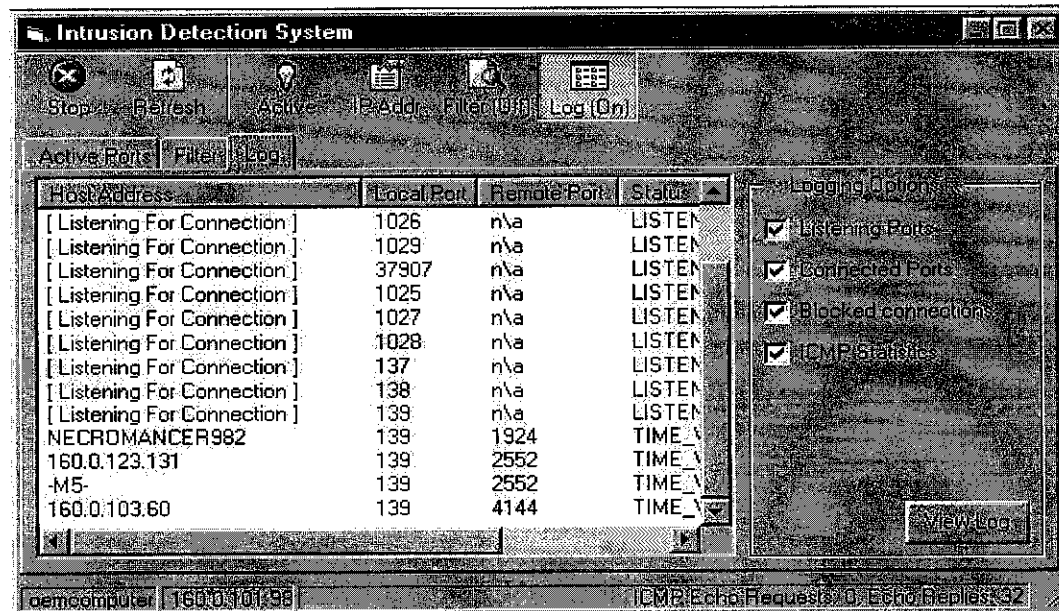 Intrusion Detection System
Stop Refresh Active IP Addr Filter (Off) Log (On)
Active Ports Filter Log
Host Address Local Port Remote Port Status
[ Listening For Connection ] 1026 n\a LISTEN
[ Listening For Connection ] 1029 n\a LISTEN
[ Listening For Connection ] 37907 n\a LISTEN
[ Listening For Connection ] 1025 n\a LISTEN
[ Listening For Connection ] 1027 n\a LISTEN
[ Listening For Connection ] 1028 n\a LISTEN
[ Listening For Connection ] 137 n\a LISTEN
[ Listening For Connection ] 138 n\a LISTEN
[ Listening For Connection ] 139 n\a LISTEN
NECROMANCER982 139 1924 TIME_
160.0.123.131 139 2552 TIME_
-M5- 139 2552 TIME_
160.0.103.60 139 4144 TIME_
Logging Options
Listening Ports
Connected Ports
Blocked connections
ICMP Statistics
View Log
oemcomputer 160.0.101.98 ICMP Echo Requests: 0, Echo Replies: 32